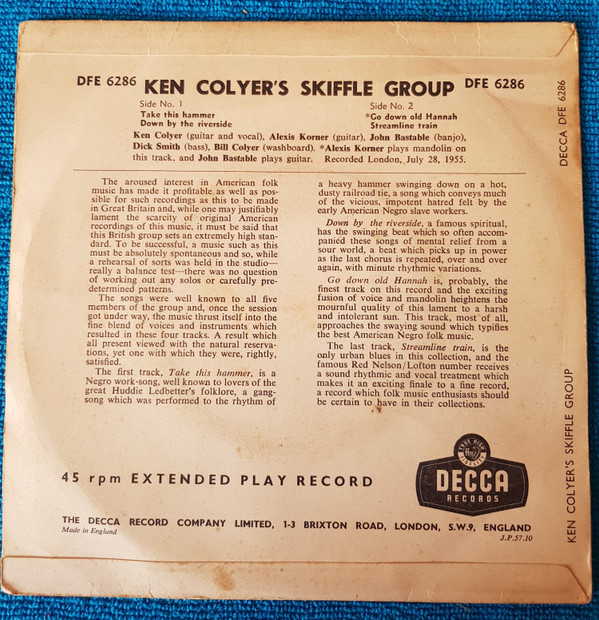 DFE 6286 KEN COLYER'S SKIFFLE GROUP DFE 6286
Side No. 1
Take this hammer
Down by the riverside
Side No. 2
*Go down old Hannah
Streamline train
Ken Colyer (guitar and vocal), Alexis Korner (guitar), John Bastable (banjo),
Dick Smith (bass), Bill Colyer (washboard). *Alexis Korner plays mandolin on
this track, and John Bastable plays guitar. Recorded London, July 28, 1955.
The aroused interest in American folk
music has made it profitable as well as pos-
sible for such recordings as this to be made
in Great Britain and, while one may justifiably
lament the scarcity of original American
recordings of this music, it must be said that
this British group sets an extremely high stan-
dard. To be successful, a music such as this
must be absolutely spontaneous and so, while
a rehearsal of sorts was held in the studio—
really a balance test—there was no question
of working out any solos or carefully pre-
determined patterns.
The songs were well known to all five
members of the group and, once the session
got under way, the music thrust itself into the
fine blend of voices and instruments which
resulted in these four tracks. A result which
all present viewed with the natural reserva-
tions, yet one with which they were, rightly,
satisfied.
The first track, Take this hammer, is a
Negro work-song, well known to lovers of the
great Huddie Ledbetter's folklore, a gang-
song which was performed to the rhythm of
a heavy hammer swinging down on a hot,
dusty railroad tie, a song which conveys much
of the vicious, impotent hatred felt by the
early American Negro slave workers.
Down by the riverside, a famous spiritual,
has the swinging beat which so often accom-
panied these songs of mental relief from a
sour world, a beat which picks up in power
as the last chorus is repeated, over and over
again, with minute rhythmic variations.
Go down old Hannah is, probably, the
finest track on this record and the exciting
fusion of voice and mandolin heightens the
mournful quality of this lament to a harsh
and intolerant sun. This track, most of all,
approaches the swaying sound which typifies
the best American Negro folk music.
The last track, Streamline train, is the
only urban blues in this collection, and the
famous Red Nelson/Lofton number receives
a sound rhythmic and vocal treatment which
makes it an exciting finale to a fine record,
a record which folk music enthusiasts should
be certain to have in their collections.
45 rpm EXTENDED PLAY RECORD
DECCA
RECORDS
THE DECCA RECORD COMPANY LIMITED, 1-3 BRIXTON ROAD, LONDON, S.W.9, ENGLAND
Made in England
J.P.57.10
DECCA DFE 6286
KEN COLYER'S SKIFFLE GROUP